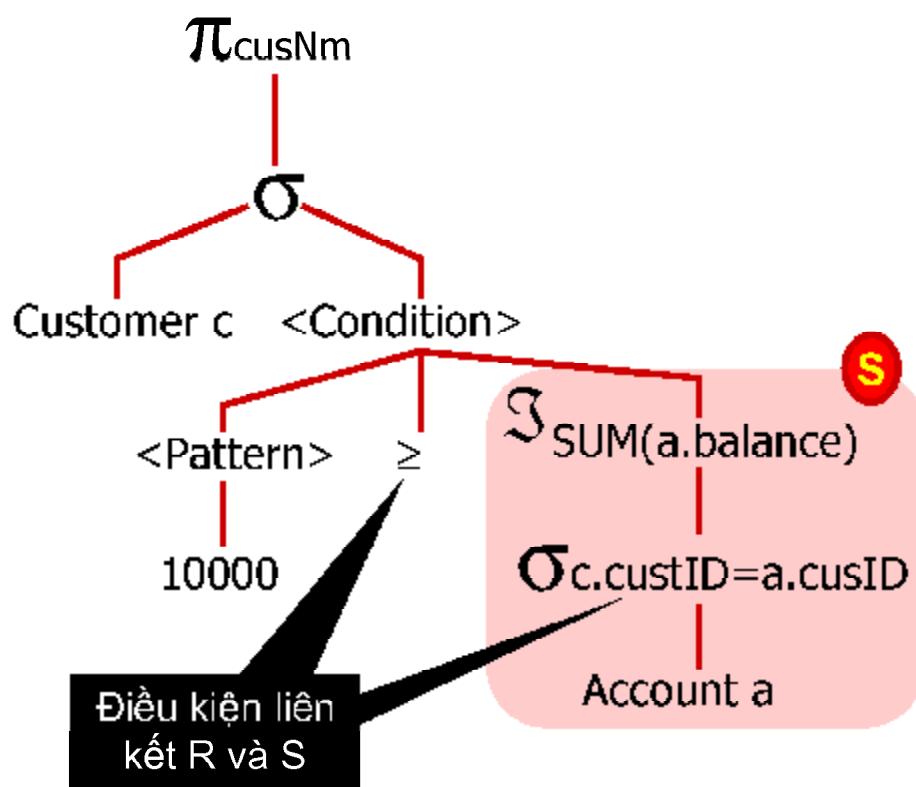 πcusNm
σ
Customer c <Condition>
S
ℑSUM(a.balance)
<Pattern> ≥
10000
σc.custID=a.cusID
Account a
Điều kiện liên
kết R và S